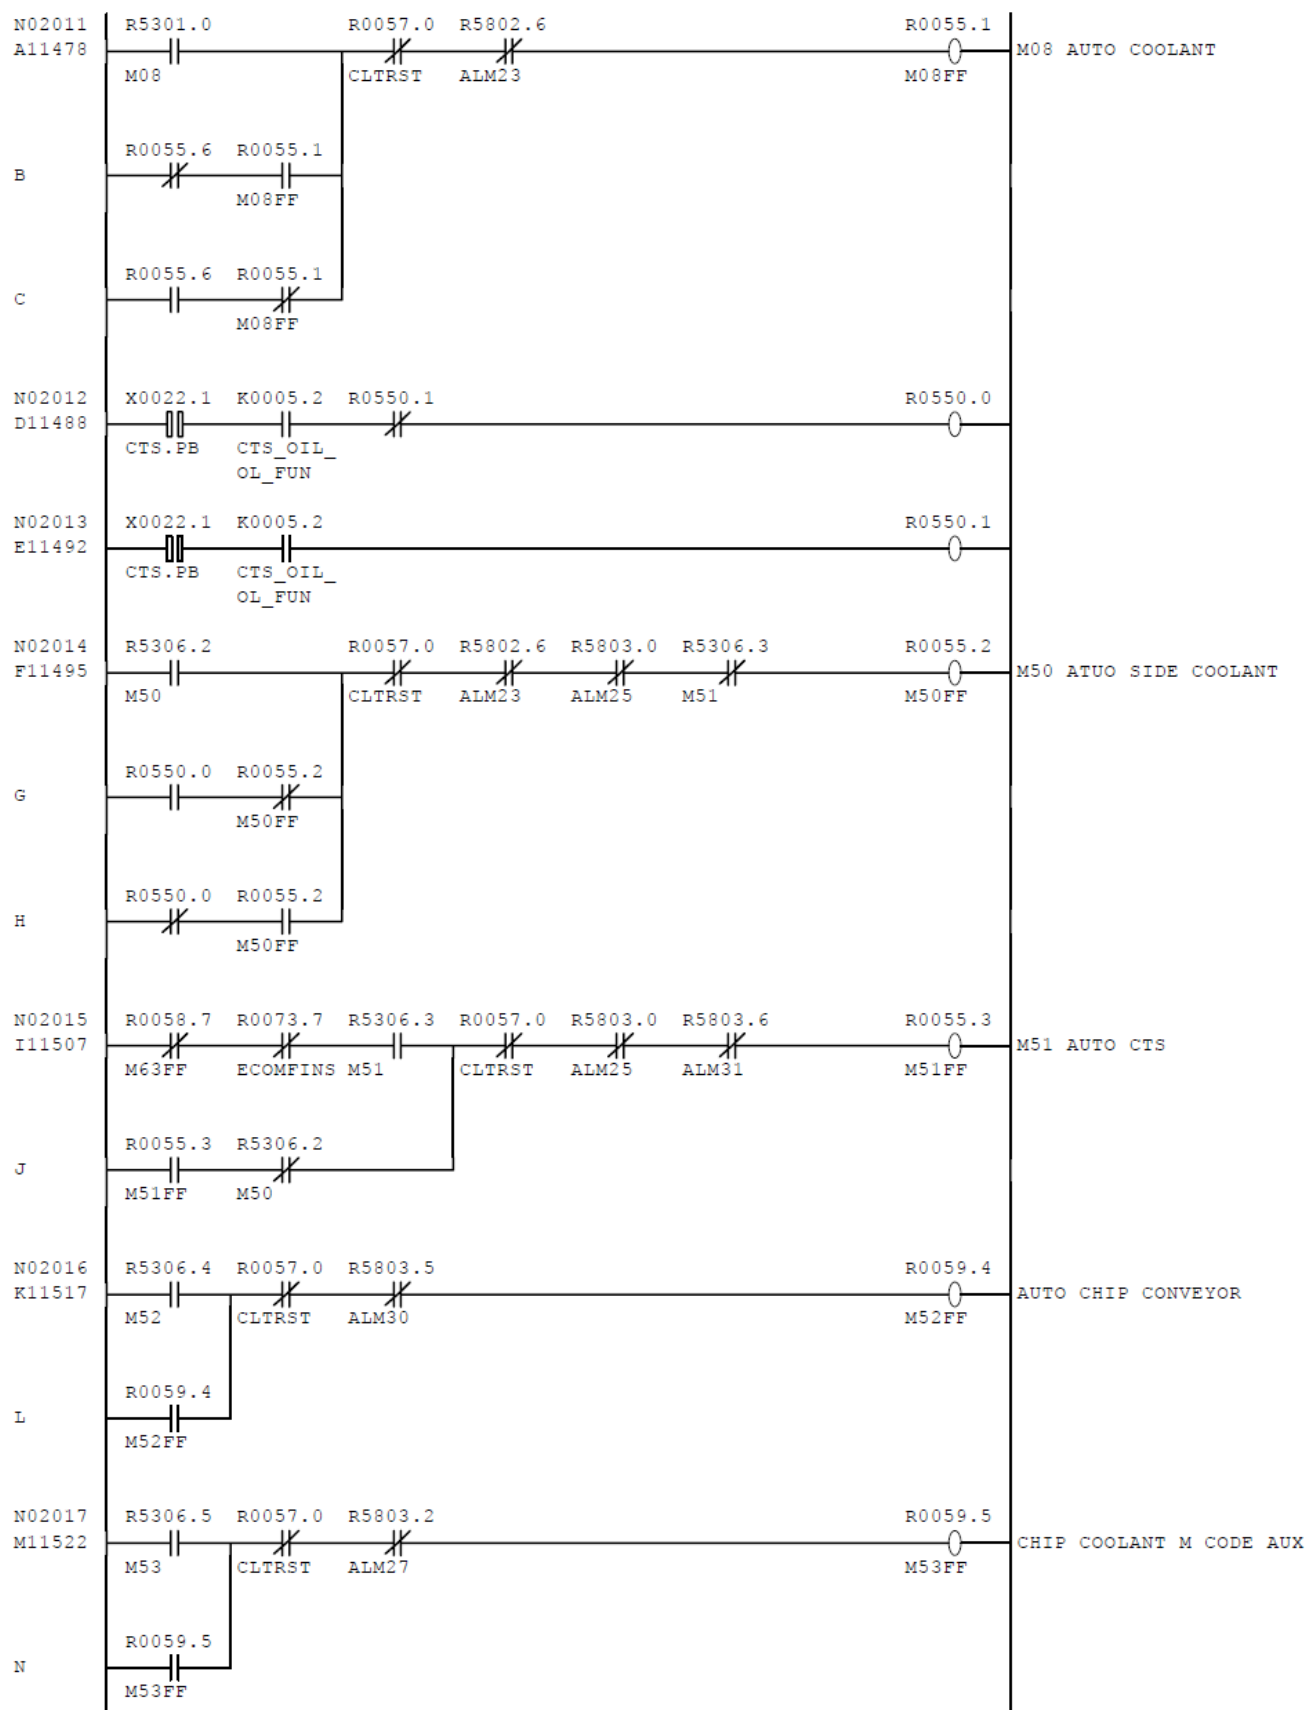 N02011 R5301.0 R0057.0 R5802.6 R0055.1
A11478 M08 AUTO COOLANT
M08 CLTRST ALM23 M08FF
R0055.6 R0055.1
B
M08FF
R0055.6 R0055.1
C
M08FF
N02012 X0022.1 K0005.2 R0550.1 R0550.0
D11488
CTS.PB CTS_OIL_
OL_FUN
N02013 X0022.1 K0005.2 R0550.1
E11492
CTS.PB CTS_OIL_
OL_FUN
N02014 R5306.2 R0057.0 R5802.6 R5803.0 R5306.3 R0055.2
F11495 M50 ATUO SIDE COOLANT
M50 CLTRST ALM23 ALM25 M51 M50FF
R0550.0 R0055.2
G
M50FF
R0550.0 R0055.2
H
M50FF
N02015 R0058.7 R0073.7 R5306.3 R0057.0 R5803.0 R5803.6 R0055.3
I11507 M51 AUTO CTS
M63FF ECOMFINS M51 CLTRST ALM25 ALM31 M51FF
R0055.3 R5306.2
J
M51FF M50
N02016 R5306.4 R0057.0 R5803.5 R0059.4
K11517 AUTO CHIP CONVEYOR
M52 CLTRST ALM30 M52FF
R0059.4
L
M52FF
N02017 R5306.5 R0057.0 R5803.2 R0059.5
M11522 CHIP COOLANT M CODE AUX
M53 CLTRST ALM27 M53FF
R0059.5
N
M53FF